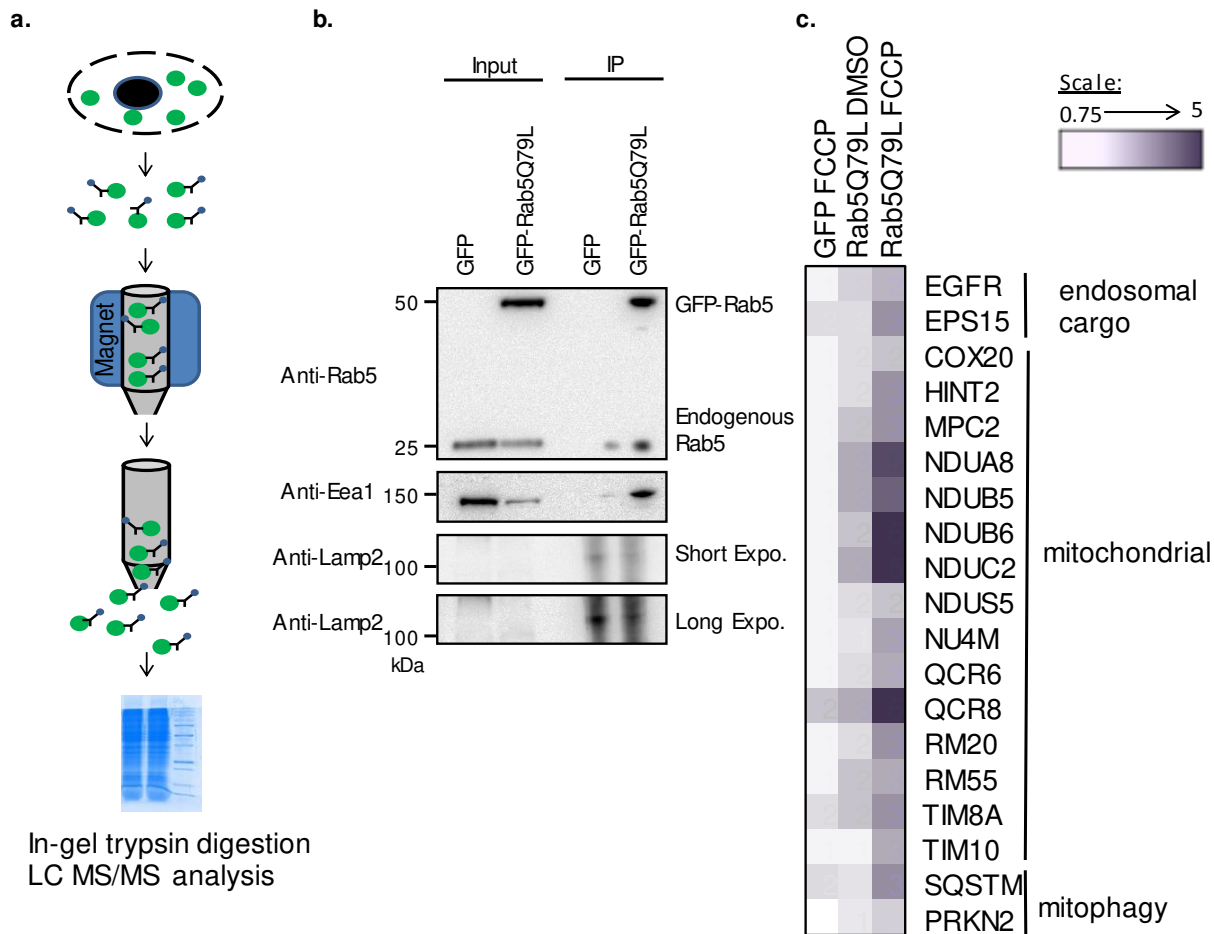 a.
Magnet
In-gel trypsin digestion
LC MS/MS analysis
b.
Input
IP
GFP
GFP-Rab5Q79L
GFP
GFP-Rab5Q79L
Anti-Rab5
50
GFP-Rab5
25
Endogenous
Rab5
Anti-Eea1
150
Anti-Lamp2
100
Short Expo.
Anti-Lamp2
100
Long Expo.
kDa
c.
GFP FCCP
Rab5Q79L DMSO
Rab5Q79L FCCP
Scale:
0.75
5
EGFR
EPS15
endosomal
cargo
COX20
HINT2
MPC2
NDUA8
NDUB5
NDUB6
NDUC2
NDUS5
NU4M
QCR6
QCR8
RM20
RM55
TIM8A
TIM10
mitochondrial
SQSTM
PRKN2
mitophagy